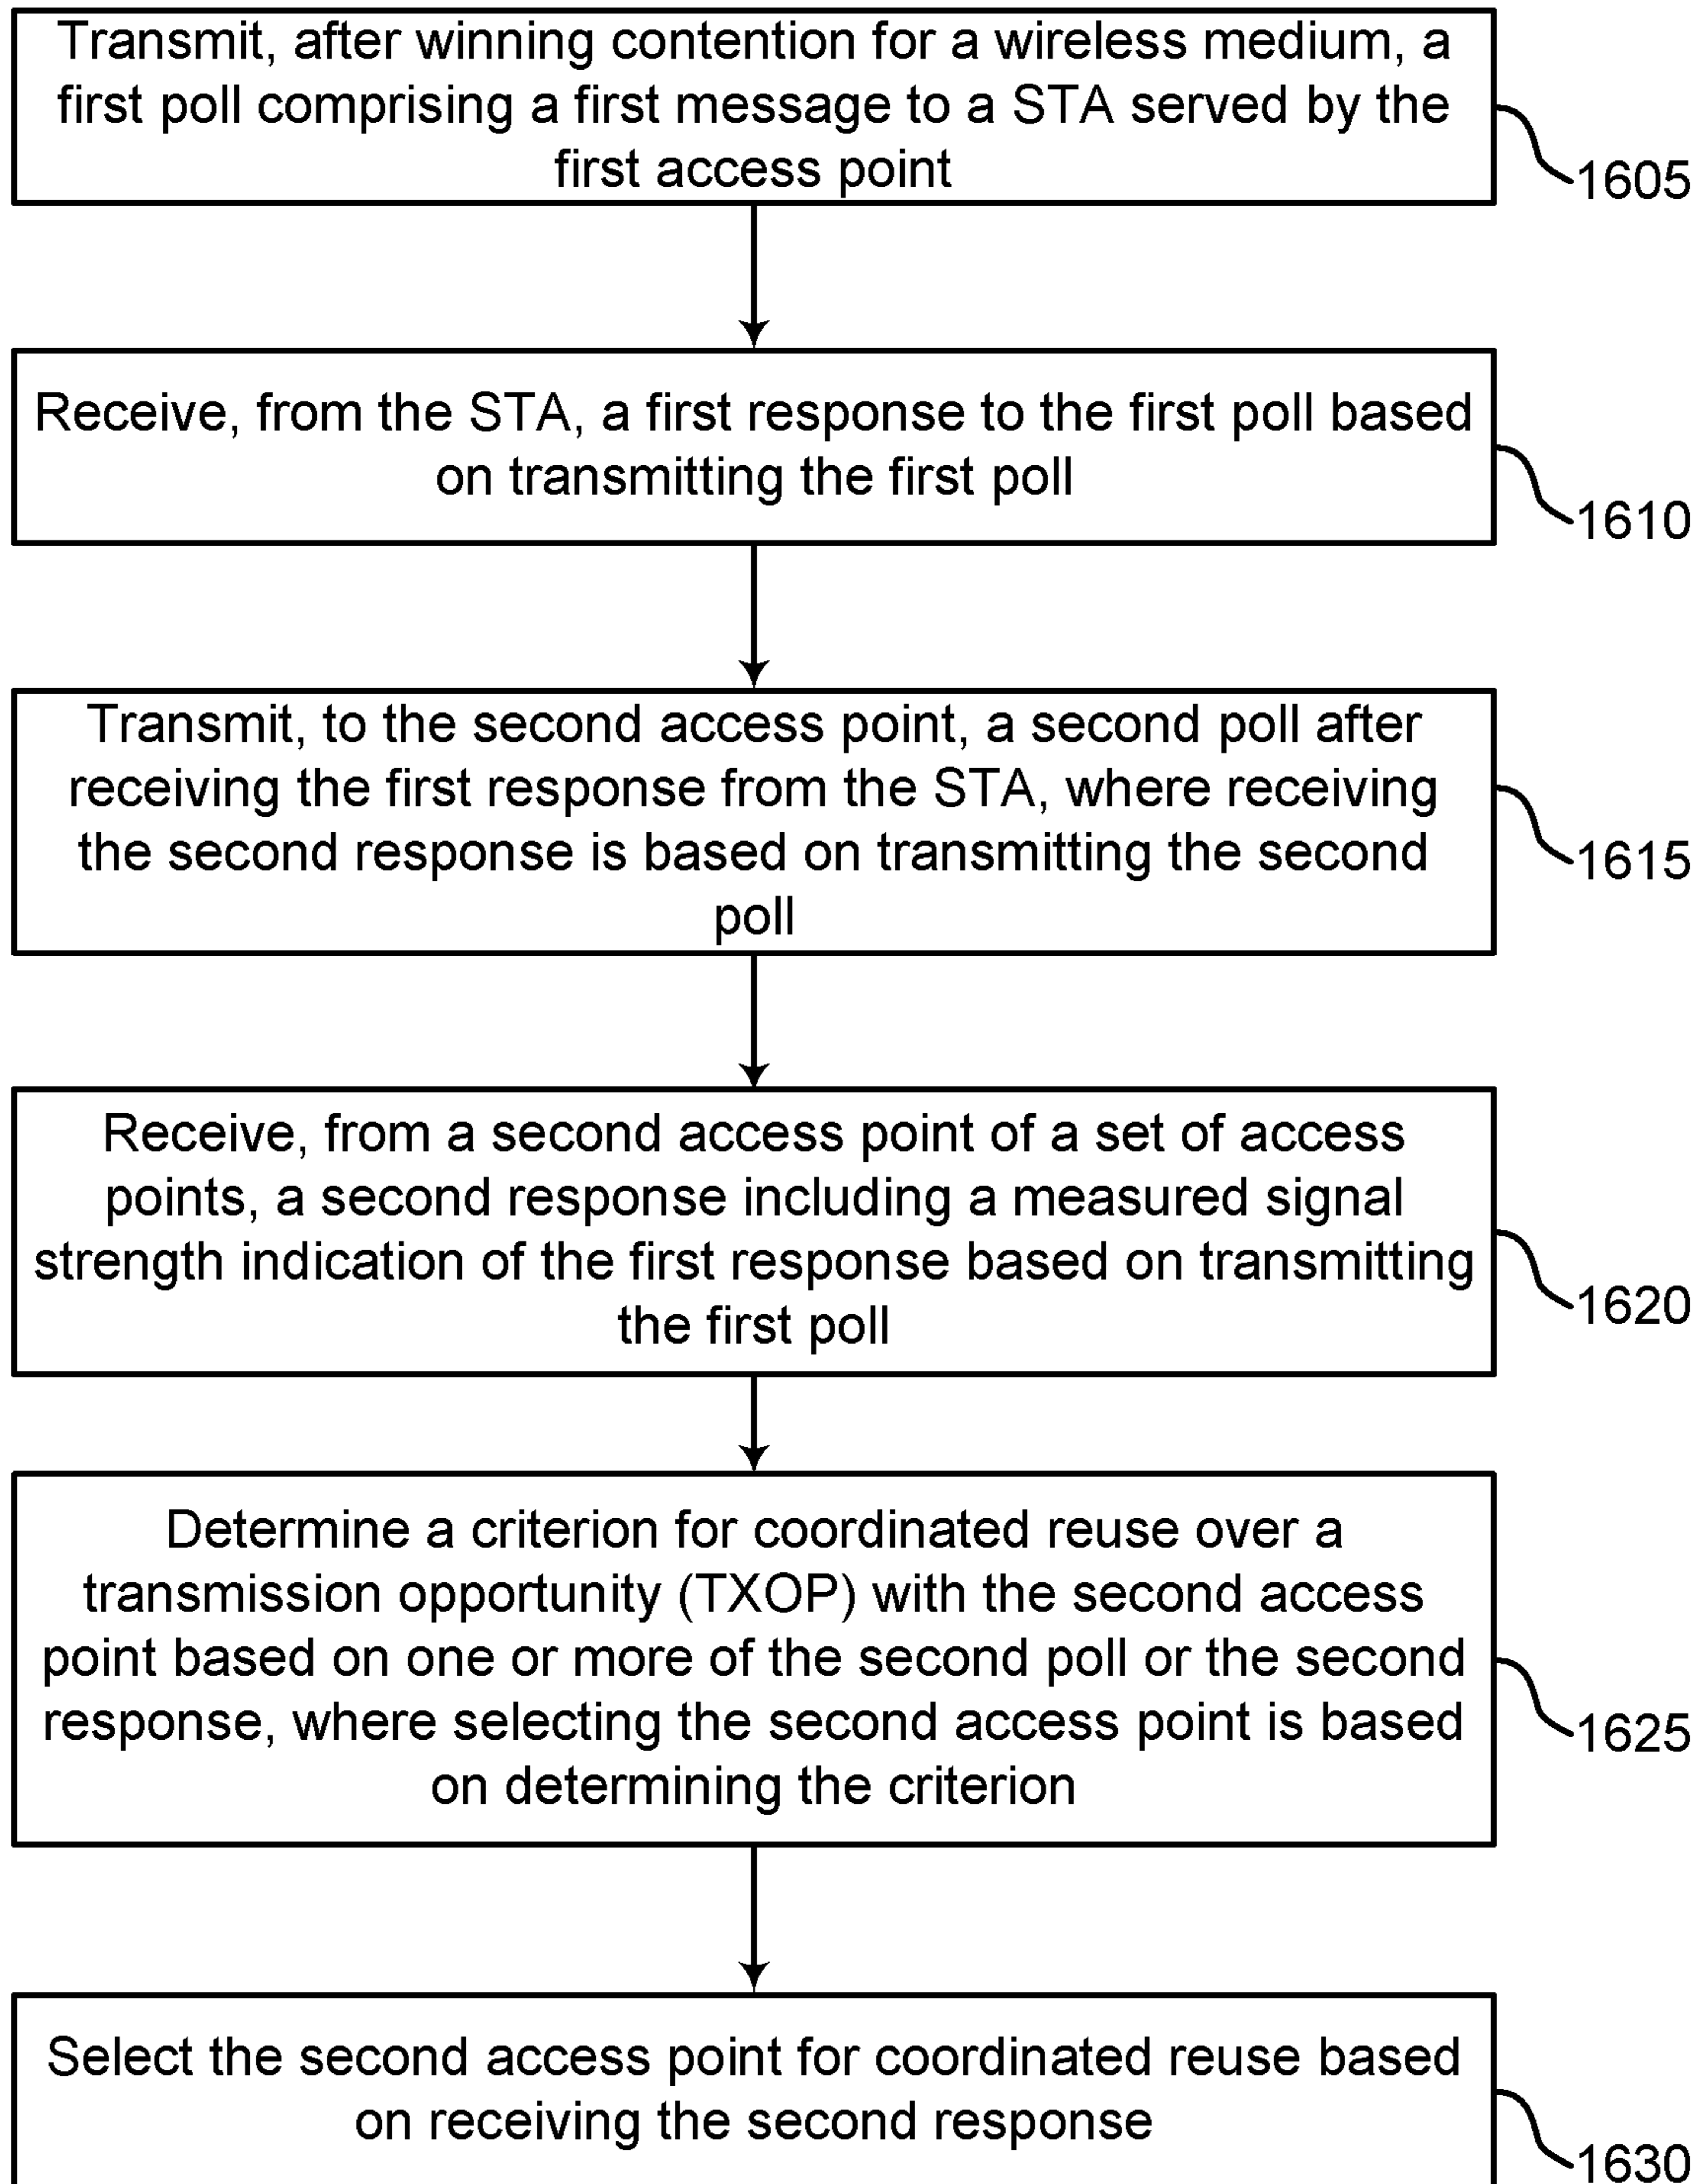 Transmit, after winning contention for a wireless medium, a
first poll comprising a first message to a STA served by the
first access point
1605
Receive, from the STA, a first response to the first poll based
on transmitting the first poll
1610
Transmit, to the second access point, a second poll after
receiving the first response from the STA, where receiving
the second response is based on transmitting the second
poll
1615
Receive, from a second access point of a set of access
points, a second response including a measured signal
strength indication of the first response based on transmitting
the first poll
1620
Determine a criterion for coordinated reuse over a
transmission opportunity (TXOP) with the second access
point based on one or more of the second poll or the second
response, where selecting the second access point is based
on determining the criterion
1625
Select the second access point for coordinated reuse based
on receiving the second response
1630